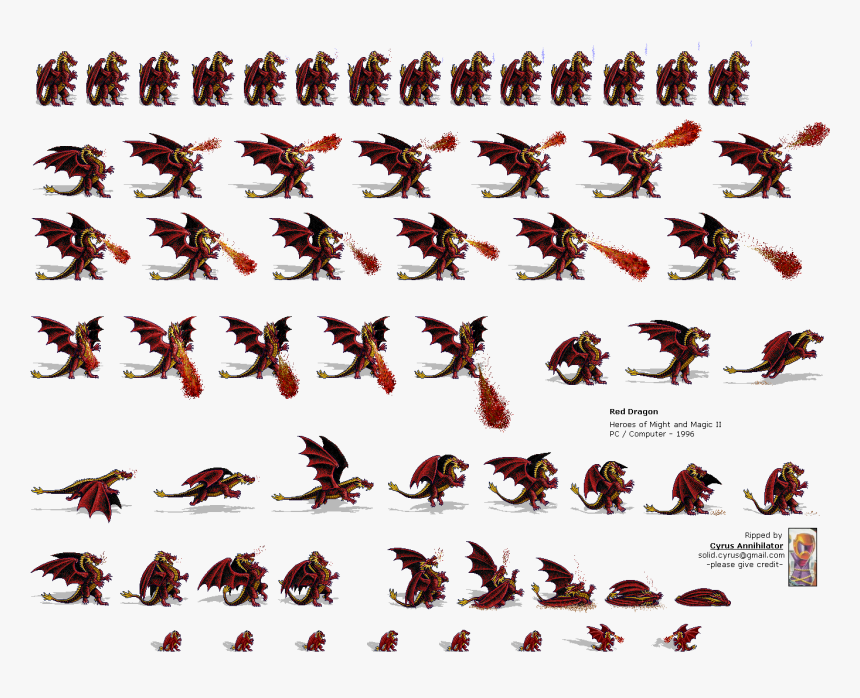 Red Dragon
Heroes of Might and Magic II
PC / Computer - 1996
Ripped by
Cyrus Annihilator
solid.cyrus@gmail.com
-please give credit-